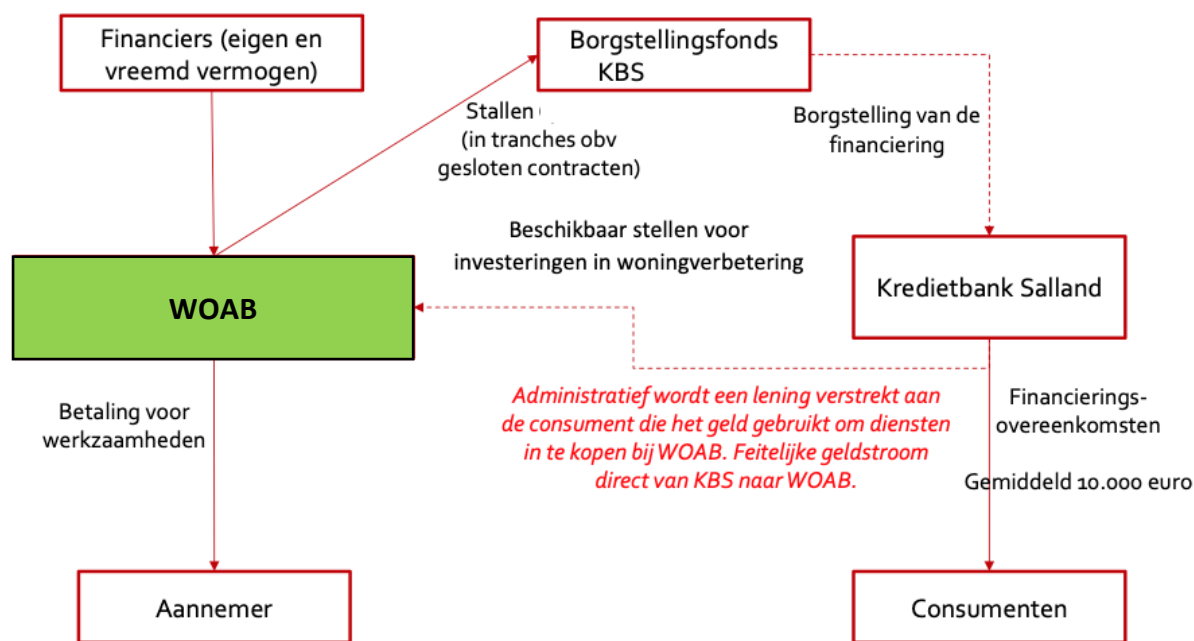 Financiers (eigen en
vreemd vermogen)
Borgstellingsfonds
KBS
Stallen
(in tranches obv
gesloten contracten)
Borgstelling van de
financiering
Beschikbaar stellen voor
investeringen in woningverbetering
WOAB
Kredietbank Salland
Betaling voor
werkzaamheden
Administratief wordt een lening verstrekt aan
de consument die het geld gebruikt om diensten
in te kopen bij WOAB. Feitelijke geldstroom
direct van KBS naar WOAB.
Financierings-
overeenkomsten
Gemiddeld 10.000 euro
Aannemer
Consumenten